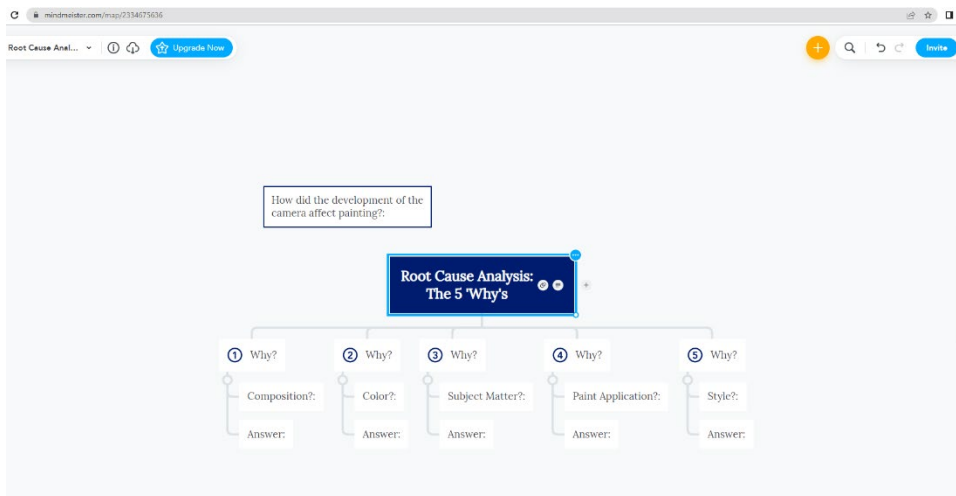 mindmeister.com/map/2334675636
Root Cause Anal...
Upgrade Now
Invite
How did the development of the
camera affect painting?:
Root Cause Analysis:
The 5 'Why's
1 Why?
2 Why?
3 Why?
4 Why?
5 Why?
Composition?:
Color?:
Subject Matter?:
Paint Application?:
Style?:
Answer:
Answer:
Answer:
Answer:
Answer: